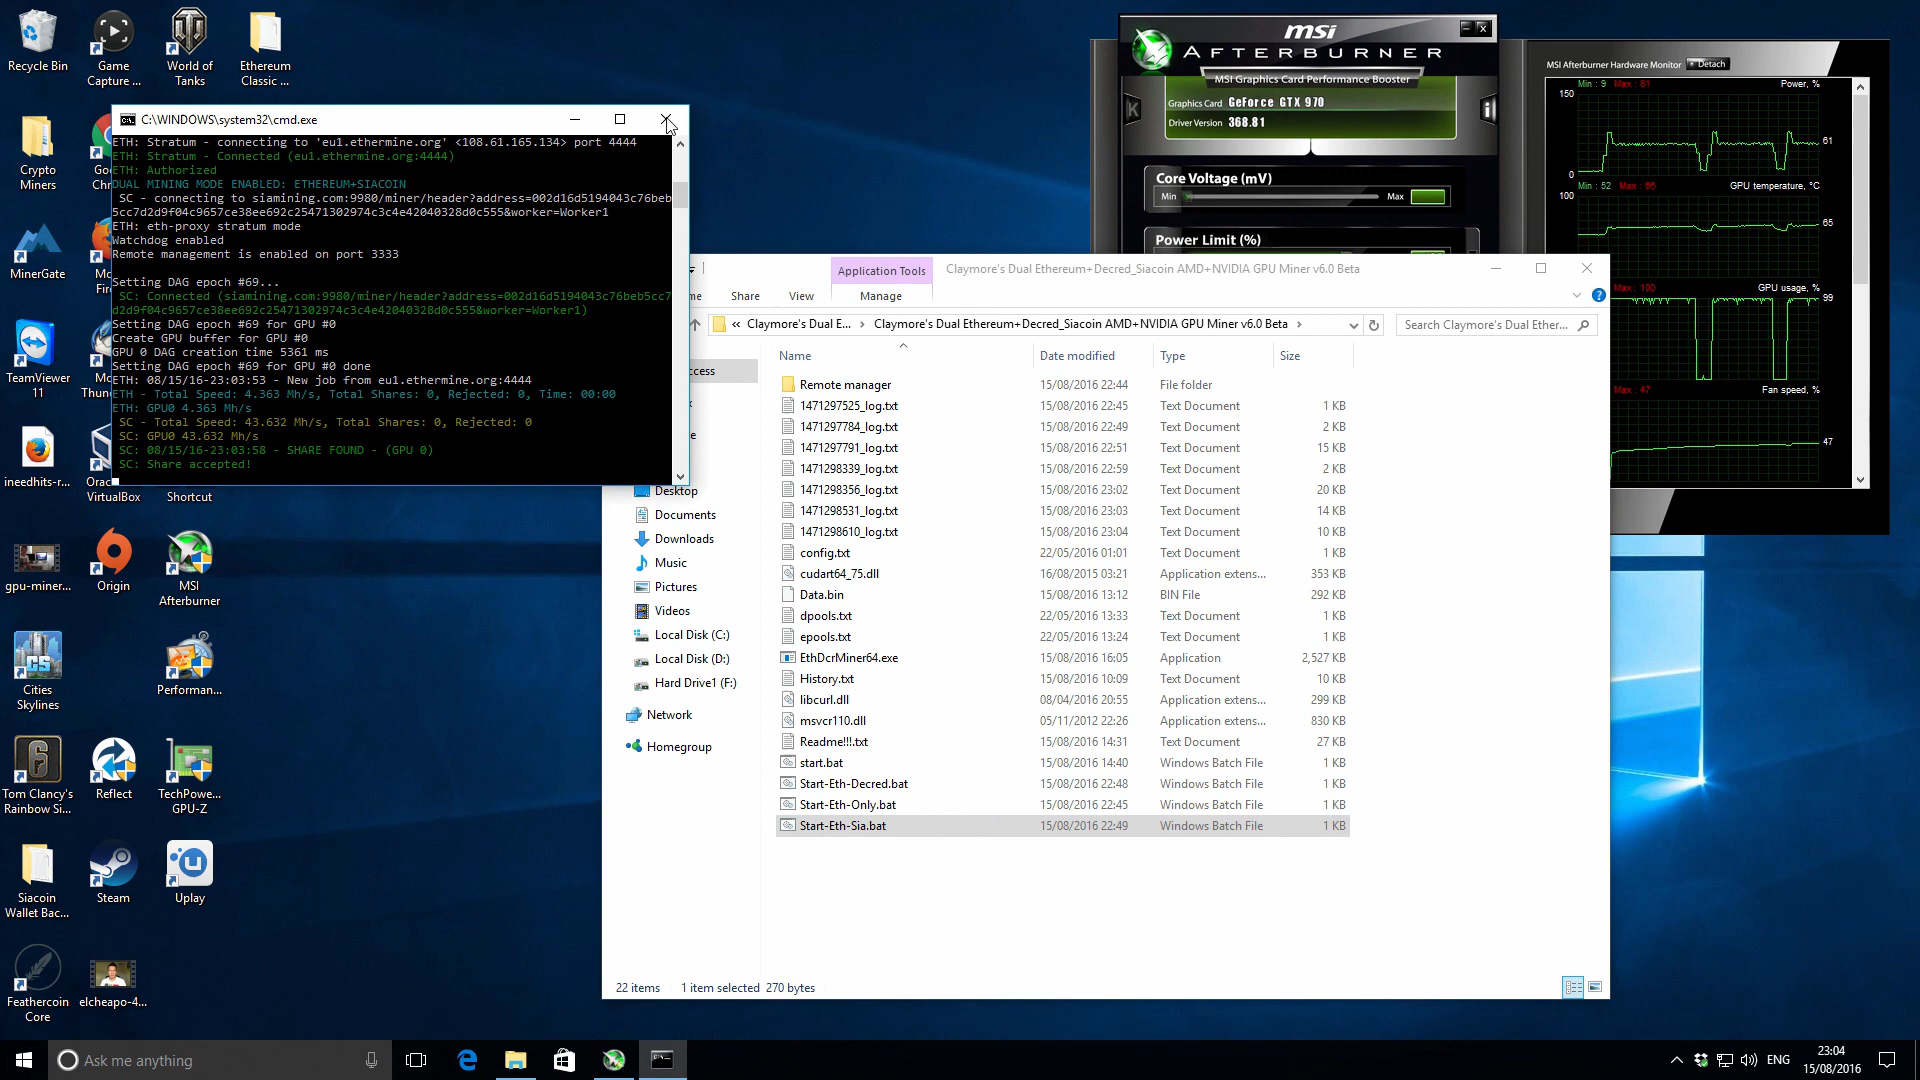 Recycle Bin
Game
Capture ...
World of
Tanks
Ethereum
Classic ...
Crypto
Miners
MinerGate
TeamViewer
11
ineedhits-r...
Orac
VirtualBox
Shortcut
gpu-miner...
Origin
MSI
Afterburner
Cities
Skylines
Performan...
Tom Clancy's
Rainbow Si...
Reflect
TechPowe...
GPU-Z
Siacoin
Wallet Bac...
Steam
Uplay
Feathercoin
Core
elcheapo-4...
C:\WINDOWS\system32\cmd.exe
ETH: Stratum - connecting to 'eu1.ethermine.org' <108.61.165.134> port 4444
ETH: Stratum - Connected (eu1.ethermine.org:4444)
ETH: Authorized
DUAL MINING MODE ENABLED: ETHEREUM+SIACOIN
SC - connecting to siamining.com:9980/miner/header?address=002d16d5194043c76beb
5cc7d2d9f04c9657ce38ee692c25471302974c3c4e42040328d0c555&worker=Worker1
ETH: eth-proxy stratum mode
Watchdog enabled
Remote management is enabled on port 3333
Setting DAG epoch #69...
SC: Connected (siamining.com:9980/miner/header?address=002d16d5194043c76beb5cc7
d2d9f04c9657ce38ee692c25471302974c3c4e42040328d0c555&worker=Worker1)
Setting DAG epoch #69 for GPU #0
Create GPU buffer for GPU #0
GPU 0 DAG creation time 5361 ms
Setting DAG epoch #69 for GPU #0 done
ETH: 08/15/16-23:03:53 - New job from eu1.ethermine.org:4444
ETH - Total Speed: 4.363 Mh/s, Total Shares: 0, Rejected: 0, Time: 00:00
ETH: GPU0 4.363 Mh/s
SC - Total Speed: 43.632 Mh/s, Total Shares: 0, Rejected: 0
SC: GPU0 43.632 Mh/s
SC: 08/15/16-23:03:58 - SHARE FOUND - (GPU 0)
SC: Share accepted!
msi
AFTERBURNER
MSI Graphics Card Performance Booster
Graphics Card GeForce GTX 970
Driver Version 368.81
K
i
Core Voltage (mV)
Min
Max
Power Limit (%)
MSI Afterburner Hardware Monitor
Detach
Min : 9 Max : 81 Power, %
150
61
0
Min : 52 Max : 66 GPU temperature, °C
100
65
Max : 100 GPU usage, %
99
Max : 47 Fan speed, %
47
Application Tools
Claymore's Dual Ethereum+Decred_Siacoin AMD+NVIDIA GPU Miner v6.0 Beta
me Share View Manager
« Claymore's Dual E... › Claymore's Dual Ethereum+Decred_Siacoin AMD+NVIDIA GPU Miner v6.0 Beta ›
Search Claymore's Dual Ether...
ccess
Desktop
Documents
Downloads
Music
Pictures
Videos
Local Disk (C:)
Local Disk (D:)
Hard Drive1 (F:)
Network
Homegroup
Name Date modified Type Size
Remote manager 15/08/2016 22:44 File folder
1471297525_log.txt 15/08/2016 22:45 Text Document 1 KB
1471297784_log.txt 15/08/2016 22:49 Text Document 2 KB
1471297791_log.txt 15/08/2016 22:51 Text Document 15 KB
1471298339_log.txt 15/08/2016 22:59 Text Document 2 KB
1471298356_log.txt 15/08/2016 23:02 Text Document 20 KB
1471298531_log.txt 15/08/2016 23:03 Text Document 14 KB
1471298610_log.txt 15/08/2016 23:04 Text Document 10 KB
config.txt 22/05/2016 01:01 Text Document 1 KB
cudart64_75.dll 16/08/2015 03:21 Application extens... 353 KB
Data.bin 15/08/2016 13:12 BIN File 292 KB
dpools.txt 22/05/2016 13:33 Text Document 1 KB
epools.txt 22/05/2016 13:24 Text Document 1 KB
EthDcrMiner64.exe 15/08/2016 16:05 Application 2,527 KB
History.txt 15/08/2016 10:09 Text Document 10 KB
libcurl.dll 08/04/2016 20:55 Application extens... 299 KB
msvcr110.dll 05/11/2012 22:26 Application extens... 830 KB
Readme!!!.txt 15/08/2016 14:31 Text Document 27 KB
start.bat 15/08/2016 14:40 Windows Batch File 1 KB
Start-Eth-Decred.bat 15/08/2016 22:48 Windows Batch File 1 KB
Start-Eth-Only.bat 15/08/2016 22:45 Windows Batch File 1 KB
Start-Eth-Sia.bat 15/08/2016 22:49 Windows Batch File 1 KB
22 items 1 item selected 270 bytes
Ask me anything
ENG
23:04
15/08/2016